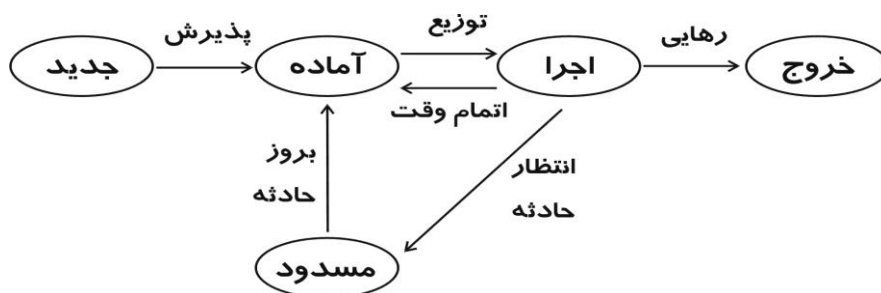 پذیرش
توزیع
رهایی
جدید
آماده
اجرا
خروج
اتمام وقت
بروز
حادثه
انتظار
حادثه
مسدود